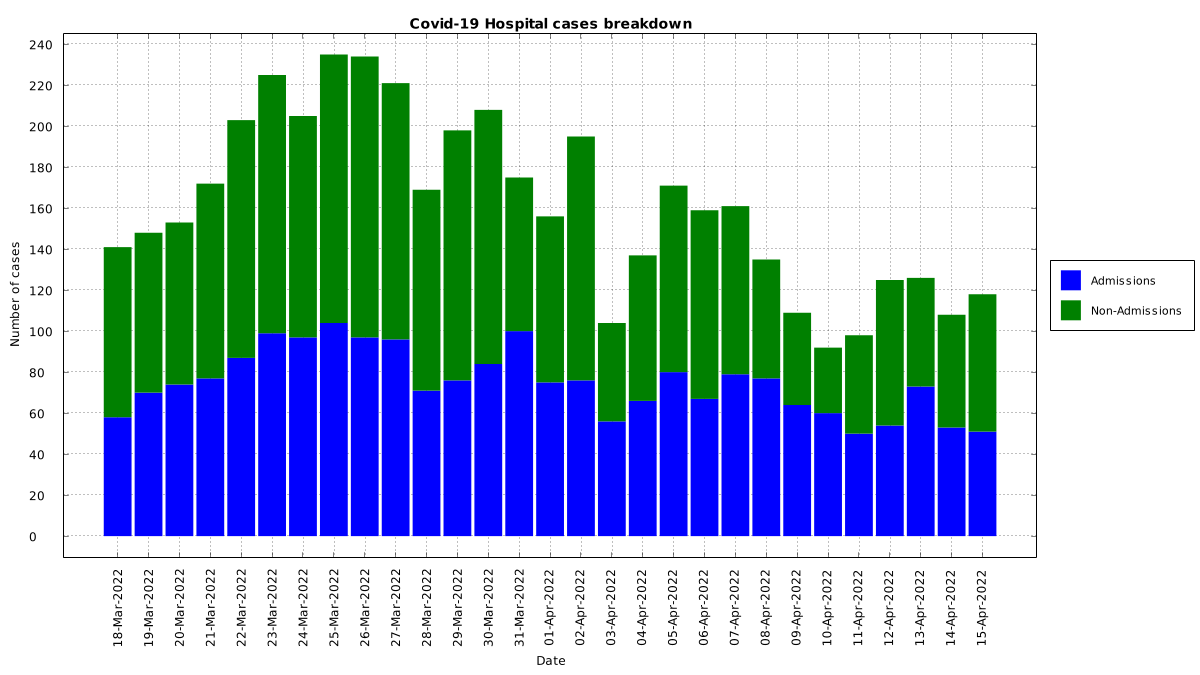 Covid-19 Hospital cases breakdown
240
220
200
180
160
140
120
100
80
60
40
20
0
Number of cases
18-Mar-2022
19-Mar-2022
20-Mar-2022
21-Mar-2022
22-Mar-2022
23-Mar-2022
24-Mar-2022
25-Mar-2022
26-Mar-2022
27-Mar-2022
28-Mar-2022
29-Mar-2022
30-Mar-2022
31-Mar-2022
01-Apr-2022
02-Apr-2022
03-Apr-2022
04-Apr-2022
05-Apr-2022
06-Apr-2022
07-Apr-2022
08-Apr-2022
09-Apr-2022
10-Apr-2022
11-Apr-2022
12-Apr-2022
13-Apr-2022
14-Apr-2022
15-Apr-2022
Date
Admissions
Non-Admissions